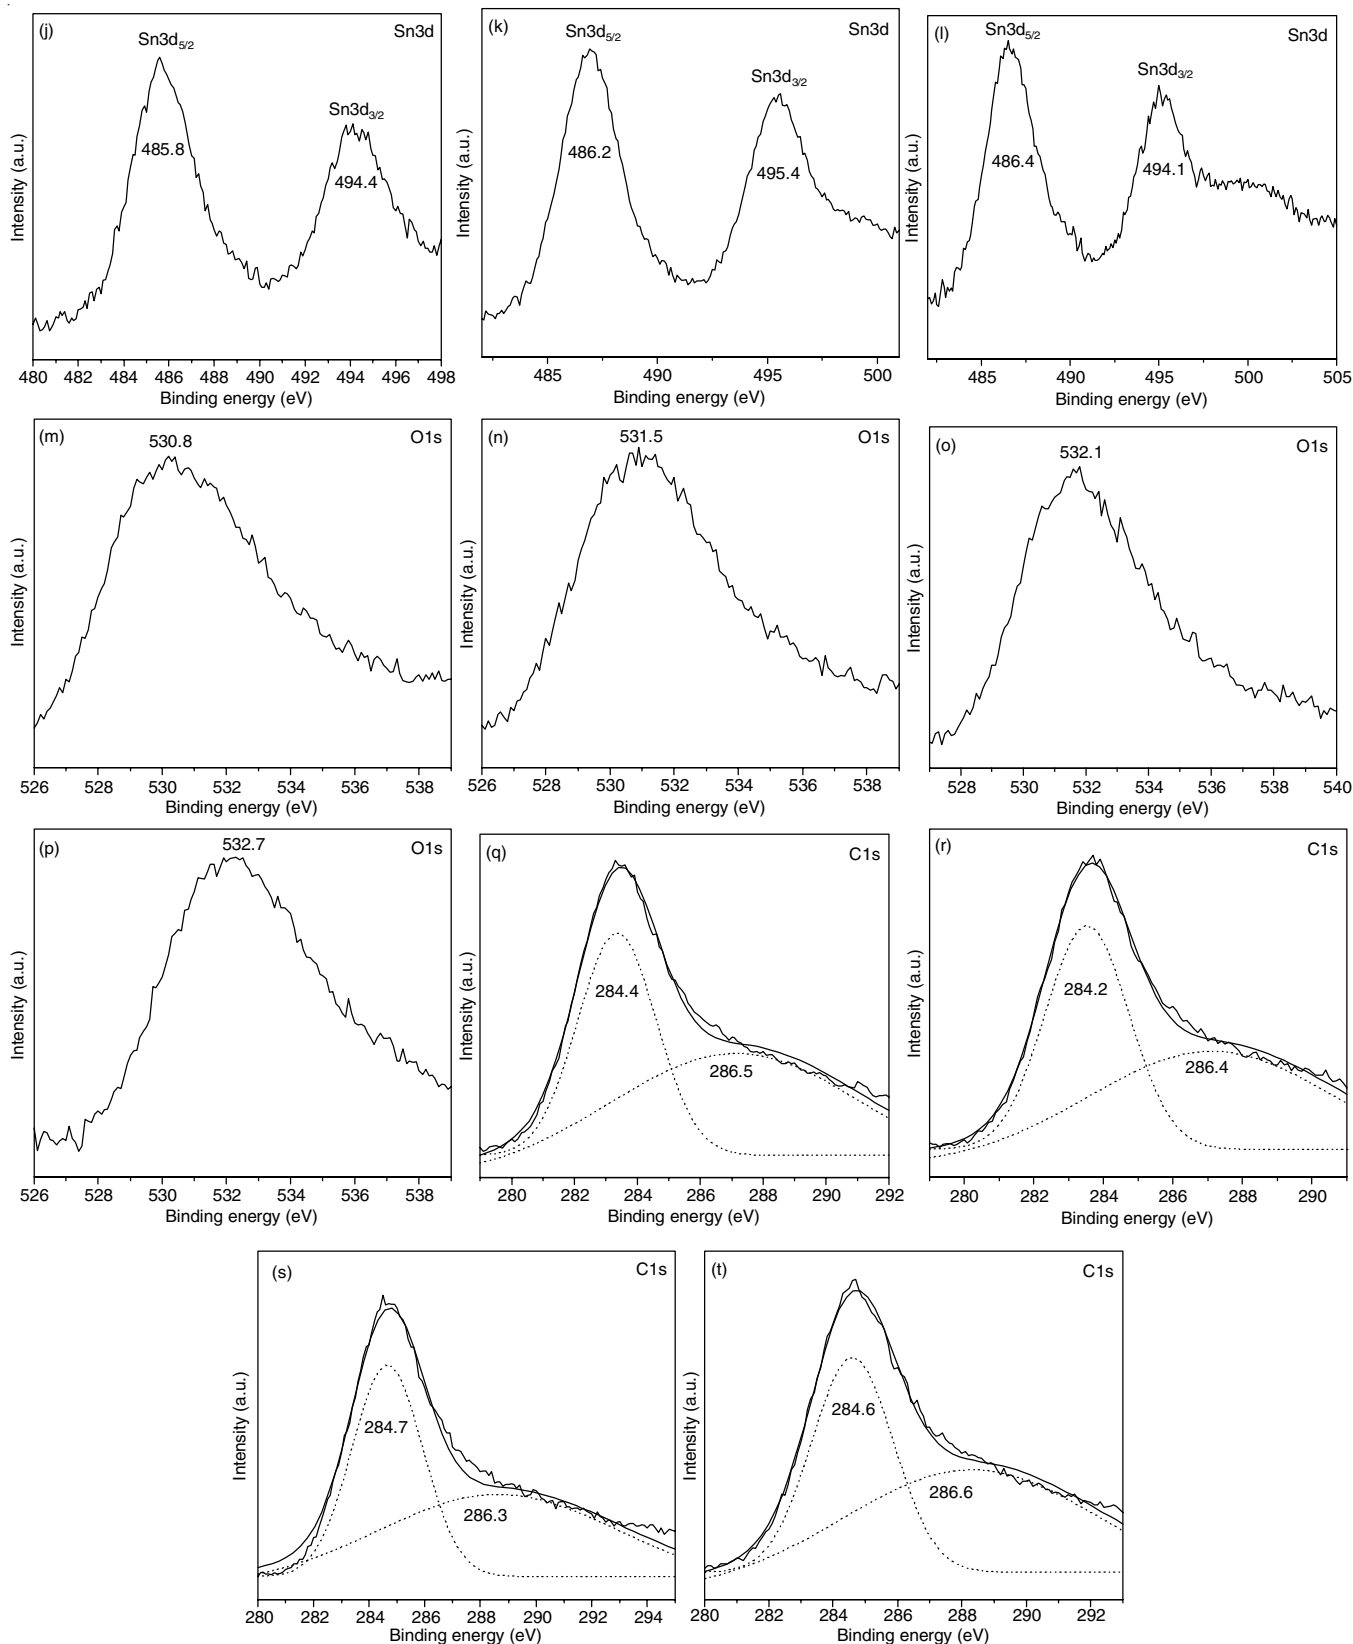 (j) Sn3d
Sn3d5/2
Sn3d3/2
485.8
494.4
Intensity (a.u.)
480 482 484 486 488 490 492 494 496 498
Binding energy (eV)
(k) Sn3d
Sn3d5/2
Sn3d3/2
486.2
495.4
Intensity (a.u.)
485 490 495 500
Binding energy (eV)
(l) Sn3d
Sn3d5/2
Sn3d3/2
486.4
494.1
Intensity (a.u.)
485 490 495 500 505
Binding energy (eV)
(m) O1s
530.8
Intensity (a.u.)
526 528 530 532 534 536 538
Binding energy (eV)
(n) O1s
531.5
Intensity (a.u.)
526 528 530 532 534 536 538
Binding energy (eV)
(o) O1s
532.1
Intensity (a.u.)
528 530 532 534 536 538 540
Binding energy (eV)
(p) O1s
532.7
Intensity (a.u.)
526 528 530 532 534 536 538
Binding energy (eV)
(q) C1s
284.4
286.5
Intensity (a.u.)
280 282 284 286 288 290 292
Binding energy (eV)
(r) C1s
284.2
286.4
Intensity (a.u.)
280 282 284 286 288 290
Binding energy (eV)
(s) C1s
284.7
286.3
Intensity (a.u.)
280 282 284 286 288 290 292 294
Binding energy (eV)
(t) C1s
284.6
286.6
Intensity (a.u.)
280 282 284 286 288 290 292
Binding energy (eV)